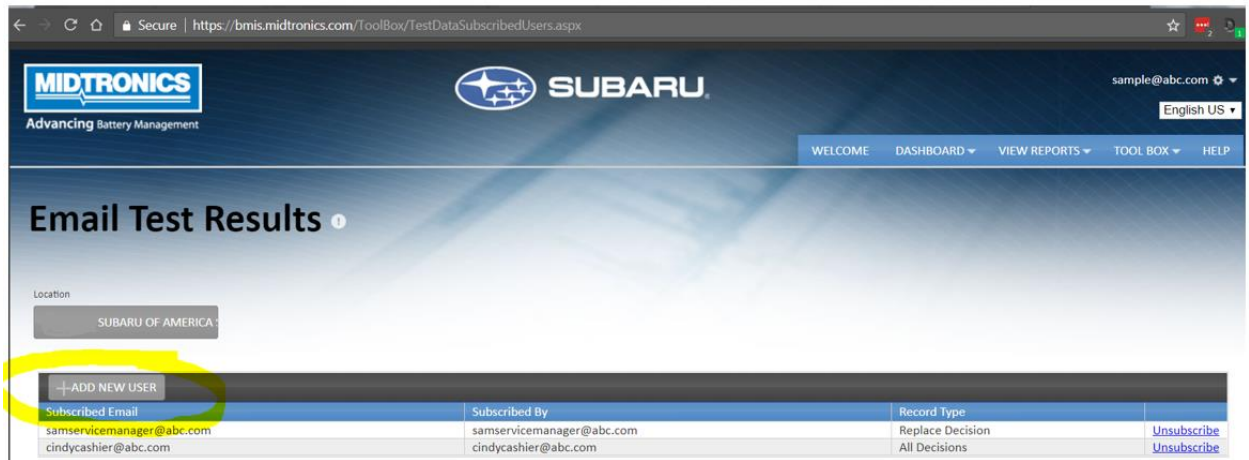 Secure | https://bmis.midtronics.com/ToolBox/TestDataSubscribedUsers.aspx
2
1
MIDTRONICS
Advancing Battery Management
SUBARU.
sample@abc.com
English US
WELCOME DASHBOARD VIEW REPORTS TOOL BOX HELP
Email Test Results
Location
SUBARU OF AMERICA
+ADD NEW USER
Subscribed Email Subscribed By Record Type
samservicemanager@abc.com samservicemanager@abc.com Replace Decision Unsubscribe
cindycashier@abc.com cindycashier@abc.com All Decisions Unsubscribe